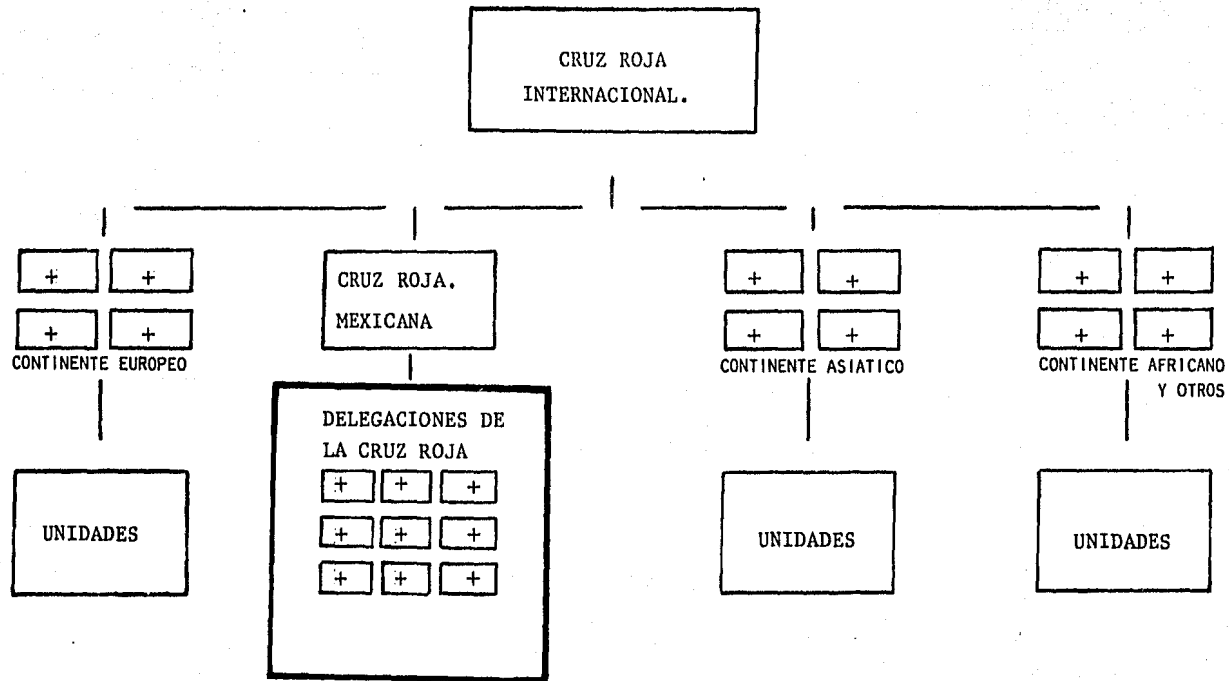 CRUZ ROJA
INTERNACIONAL.
+ +
+ +
CONTINENTE EUROPEO
UNIDADES
CRUZ ROJA.
MEXICANA
DELEGACIONES DE
LA CRUZ ROJA
+ + +
+ + +
+ + +
+ +
+ +
CONTINENTE ASIATICO
UNIDADES
+ +
+ +
CONTINENTE AFRICANO
Y OTROS
UNIDADES